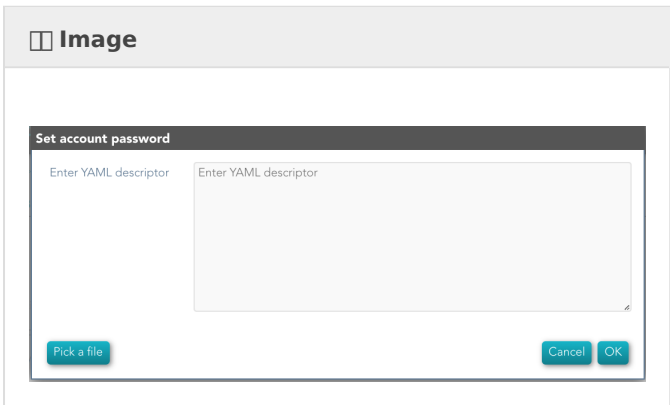 Image
Set account password
Enter YAML descriptor
Enter YAML descriptor
Pick a file
Cancel
OK